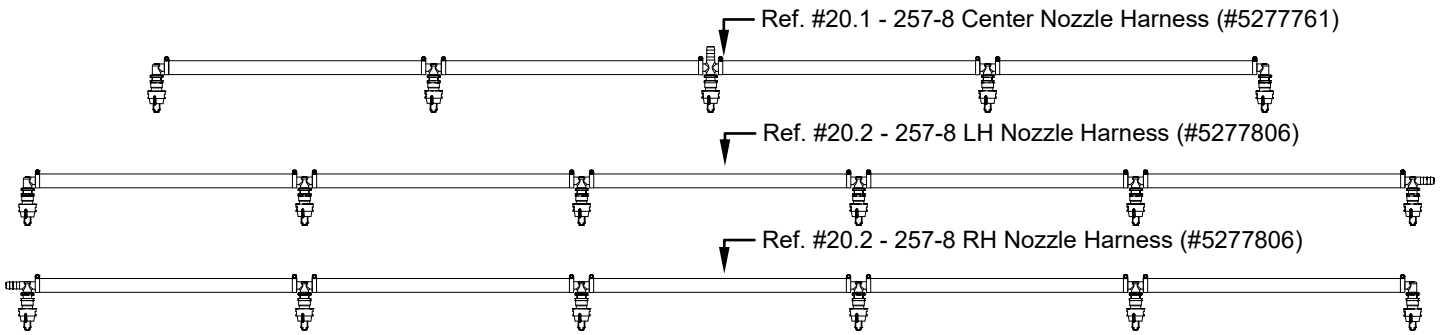 Ref. #20.1 - 257-8 Center Nozzle Harness (#5277761)
Ref. #20.2 - 257-8 LH Nozzle Harness (#5277806)
Ref. #20.2 - 257-8 RH Nozzle Harness (#5277806)